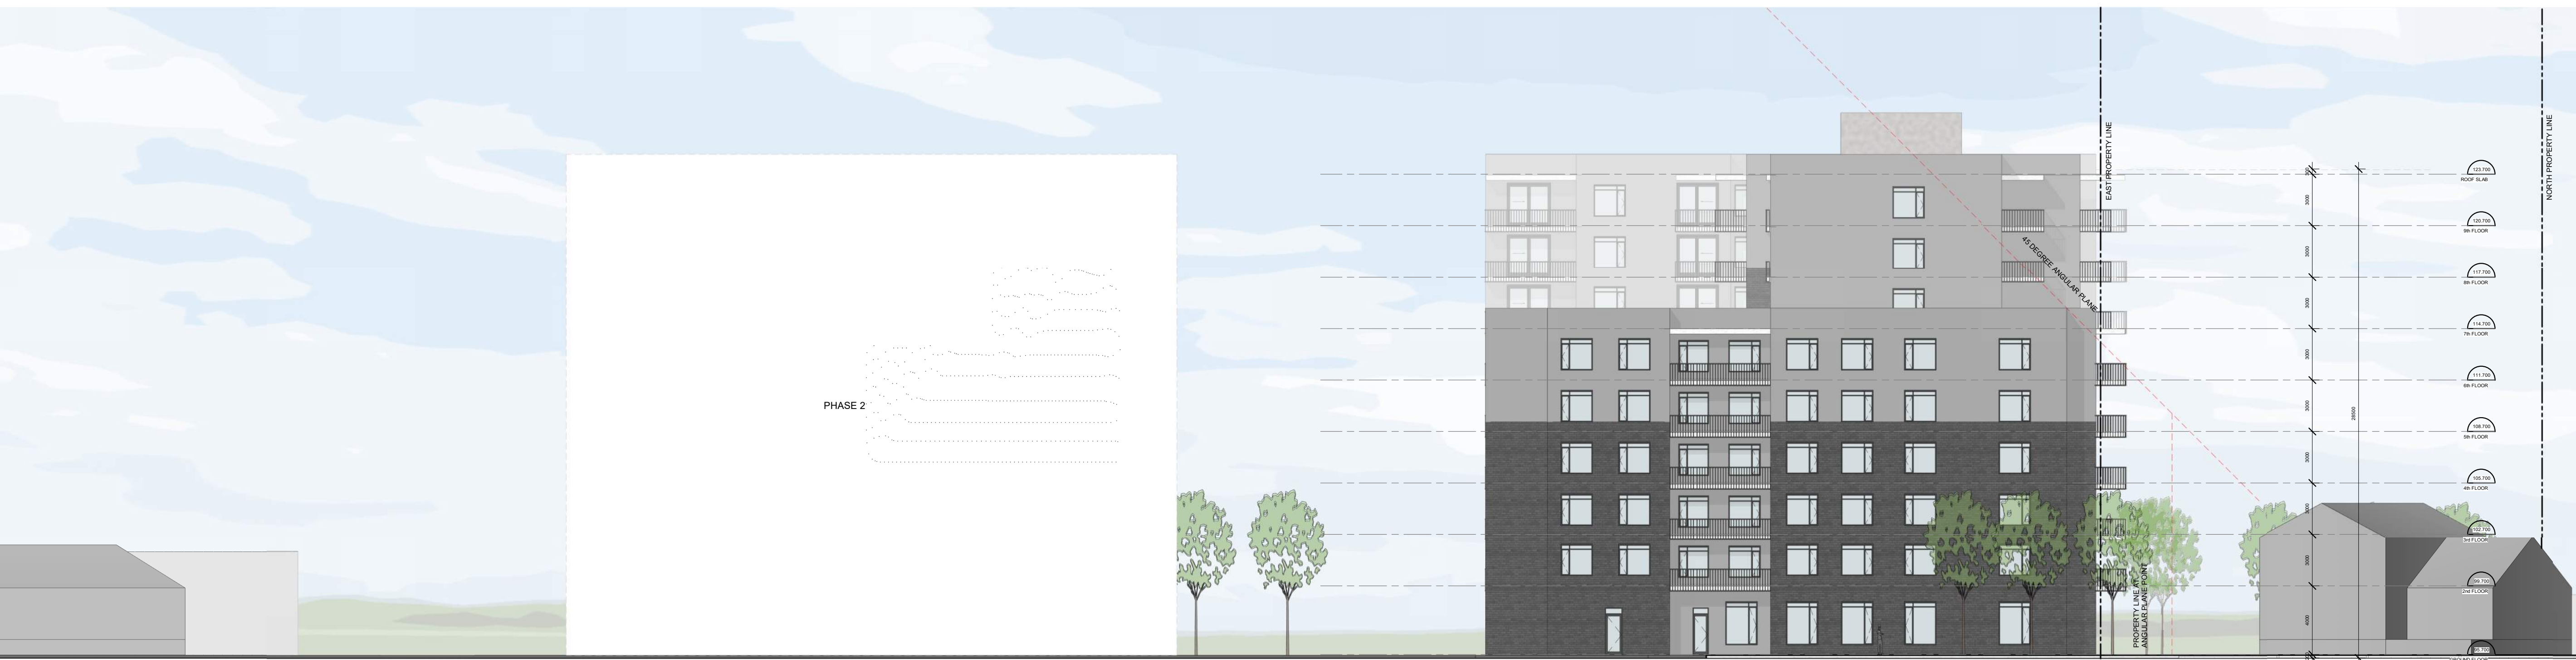 PHASE 2
45 DEGREE ANGULAR PLANE
EAST PROPERTY LINE
PROPERTY LINE AT
ANGULAR PLANE POINT
NORTH PROPERTY LINE
123.700
ROOF SLAB
120.700
9th FLOOR
117.700
8th FLOOR
114.700
7th FLOOR
111.700
6th FLOOR
108.700
5th FLOOR
105.700
4th FLOOR
102.700
3rd FLOOR
99.700
2nd FLOOR
95.700
3000
3000
3000
3000
3000
3000
3000
3000
4000